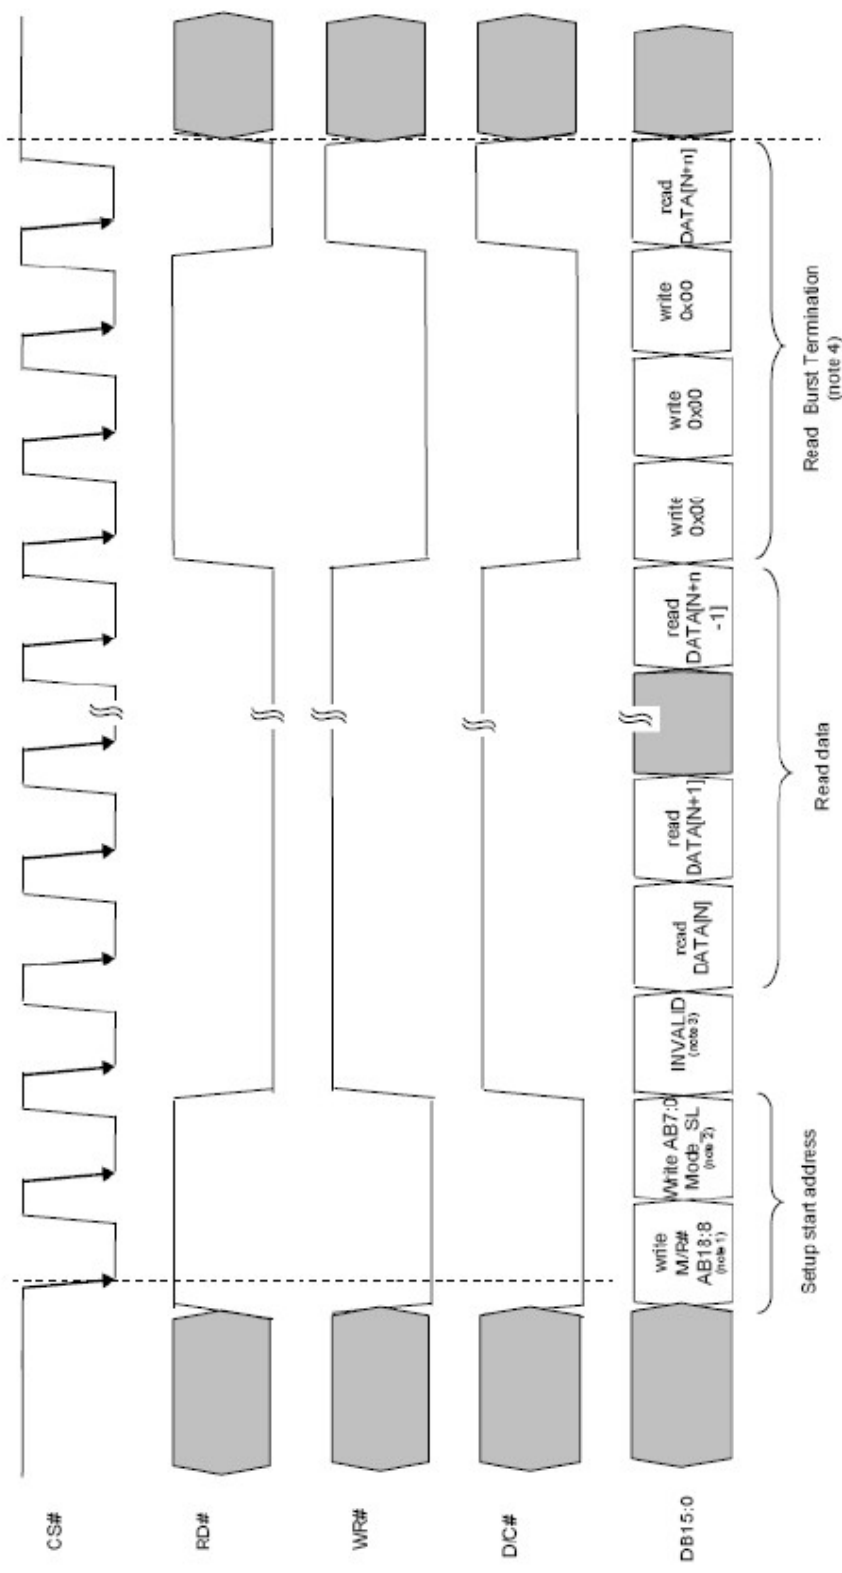 CS#
RD#
WR#
D/C#
DB15:0
write
M/R#
AB18:8
(note 1)
Write AB7:0
Mode_SL
(note 2)
INVALID
(note 3)
read
DATA[N]
read
DATA[N+1]
read
DATA[N+n
-1]
write
0x00
write
0x00
write
0x00
read
DATA[N+n]
Setup start address
Read data
Read Burst Termination
(note 4)